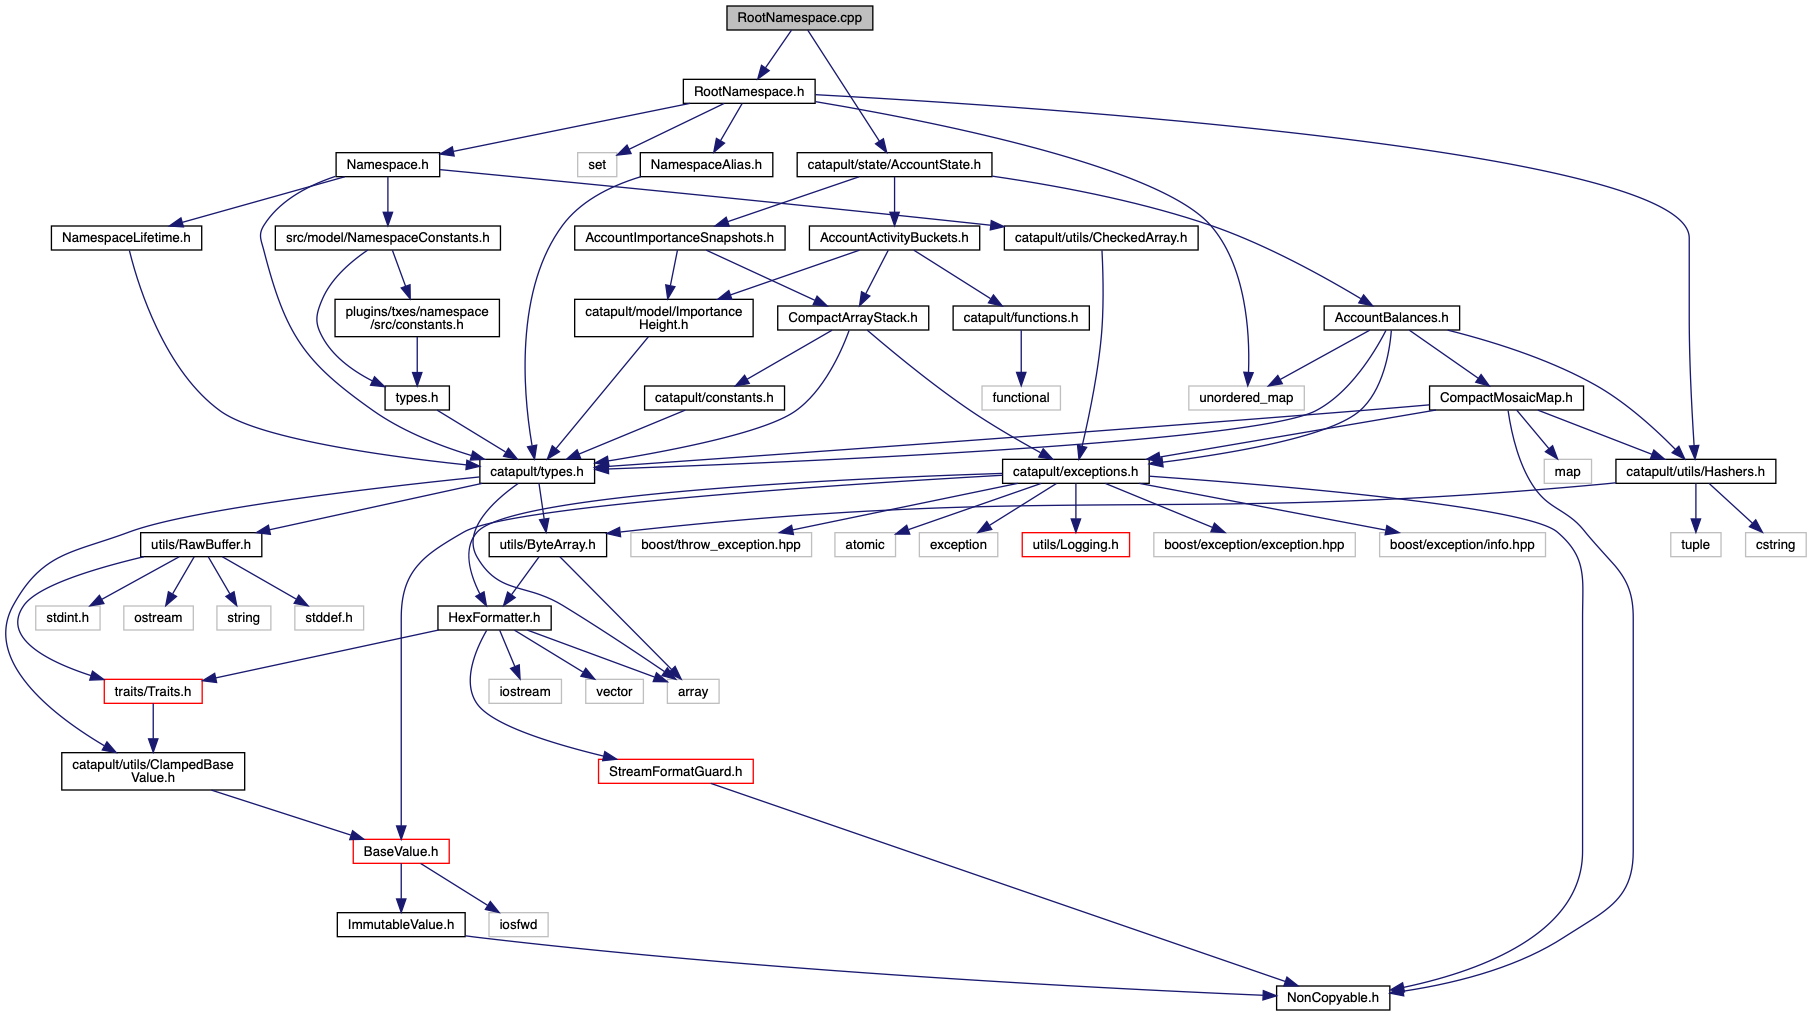 RootNamespace.cpp
RootNamespace.h
Namespace.h
set
NamespaceAlias.h
catapult/state/AccountState.h
NamespaceLifetime.h
src/model/NamespaceConstants.h
AccountImportanceSnapshots.h
AccountActivityBuckets.h
catapult/utils/CheckedArray.h
plugins/txes/namespace
/src/constants.h
catapult/model/Importance
Height.h
CompactArrayStack.h
catapult/functions.h
AccountBalances.h
types.h
catapult/constants.h
functional
unordered_map
CompactMosaicMap.h
catapult/types.h
catapult/exceptions.h
map
catapult/utils/Hashers.h
utils/RawBuffer.h
utils/ByteArray.h
boost/throw_exception.hpp
atomic
exception
utils/Logging.h
boost/exception/exception.hpp
boost/exception/info.hpp
tuple
cstring
stdint.h
ostream
string
stddef.h
HexFormatter.h
traits/Traits.h
iostream
vector
array
catapult/utils/ClampedBase
Value.h
StreamFormatGuard.h
BaseValue.h
ImmutableValue.h
iosfwd
NonCopyable.h